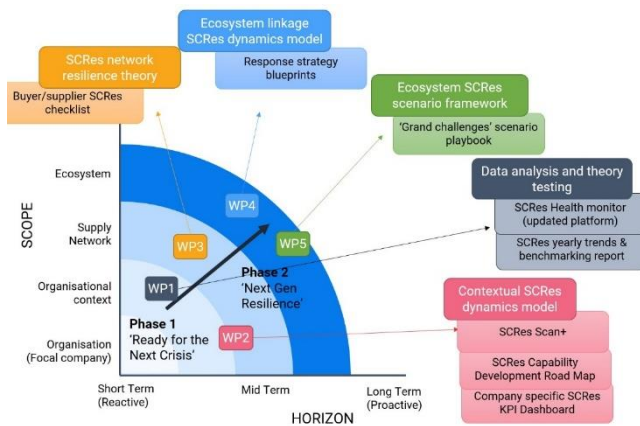 Ecosystem linkage
SCRes dynamics model
Response strategy
blueprints
SCRes network
resilience theory
Buyer/supplier SCRes
checklist
Ecosystem SCRes
scenario framework
'Grand challenges' scenario
playbook
Data analysis and theory
testing
SCRes Health monitor
(updated platform)
SCRes yearly trends &
benchmarking report
Contextual SCRes
dynamics model
SCRes Scan+
SCRes Capability
Development Road Map
Company specific SCRes
KPI Dashboard
SCOPE
Ecosystem
Supply
Network
Organisational
context
Organisation
(Focal company)
WP4
WP3
WP5
WP1
WP2
Phase 2
'Next Gen
Resilience'
Phase 1
'Ready for the
Next Crisis'
Short Term
(Reactive)
Mid Term
Long Term
(Proactive)
HORIZON